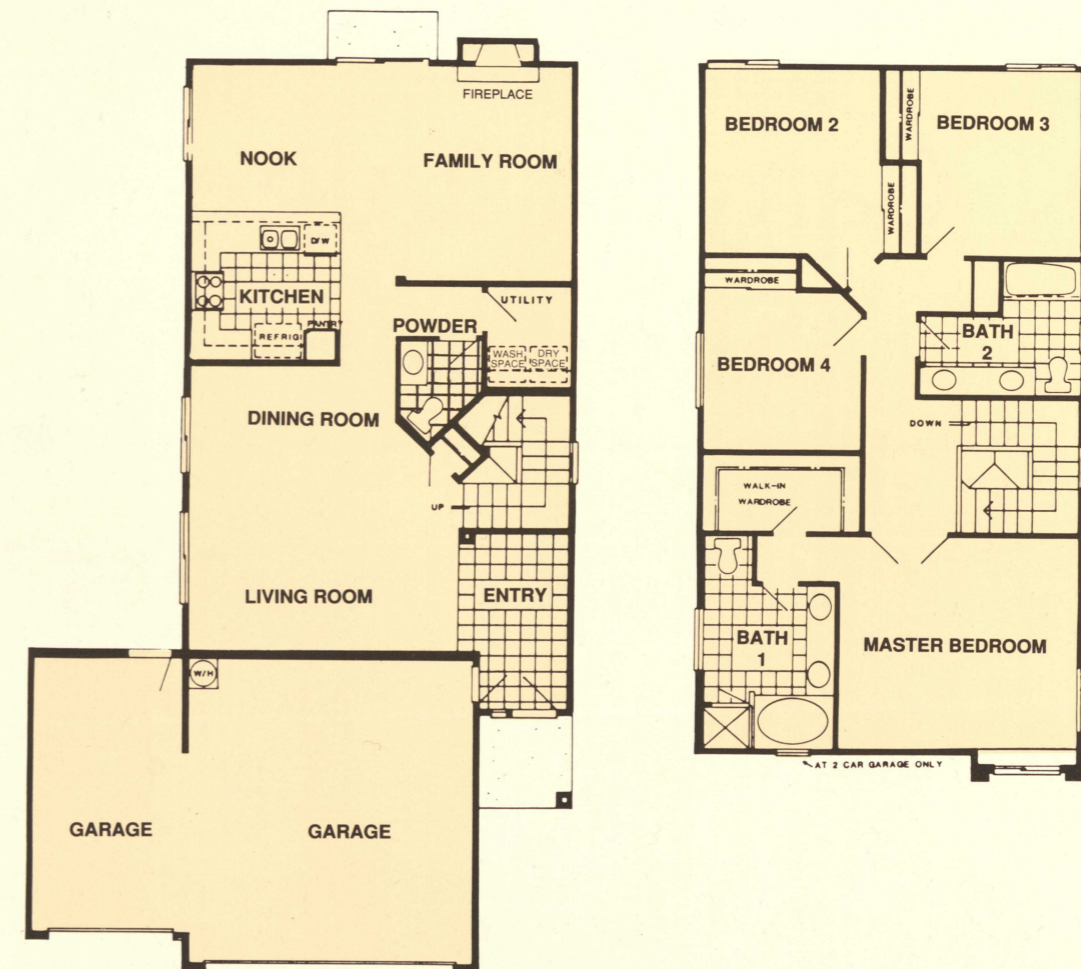 FIREPLACE
NOOK
FAMILY ROOM
D/W
KITCHEN
UTILITY
POWDER
PANTRY
REFRIG
WASH
SPACE
DRY
SPACE
DINING ROOM
UP
LIVING ROOM
ENTRY
W/H
GARAGE
GARAGE
BEDROOM 2
WARDROBE
BEDROOM 3
WARDROBE
WARDROBE
BATH
2
BEDROOM 4
DOWN
WALK-IN
WARDROBE
BATH
1
MASTER BEDROOM
AT 2 CAR GARAGE ONLY